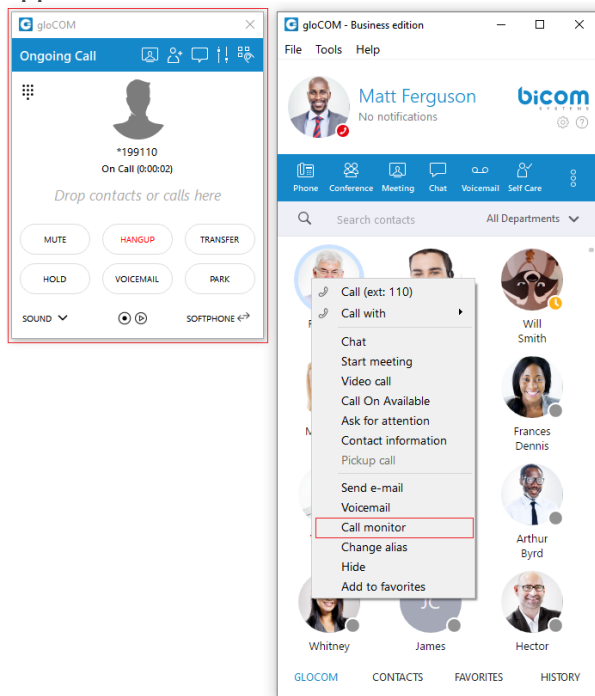 gloCOM
Ongoing Call
*199110
On Call (0:00:02)
Drop contacts or calls here
MUTE HANGUP TRANSFER
HOLD VOICEMAIL PARK
SOUND SOFTPHONE
gloCOM - Business edition
File Tools Help
Matt Ferguson
No notifications
bicom
SYSTEMS
Phone Conference Meeting Chat Voicemail Self Care
Search contacts All Departments
Call (ext: 110)
Call with
Chat
Start meeting
Video call
Call On Available
Ask for attention
Contact information
Pickup call
Send e-mail
Voicemail
Call monitor
Change alias
Hide
Add to favorites
Will
Smith
Frances
Dennis
Arthur
Byrd
JC
Whitney James Hector
GLOCOM CONTACTS FAVORITES HISTORY